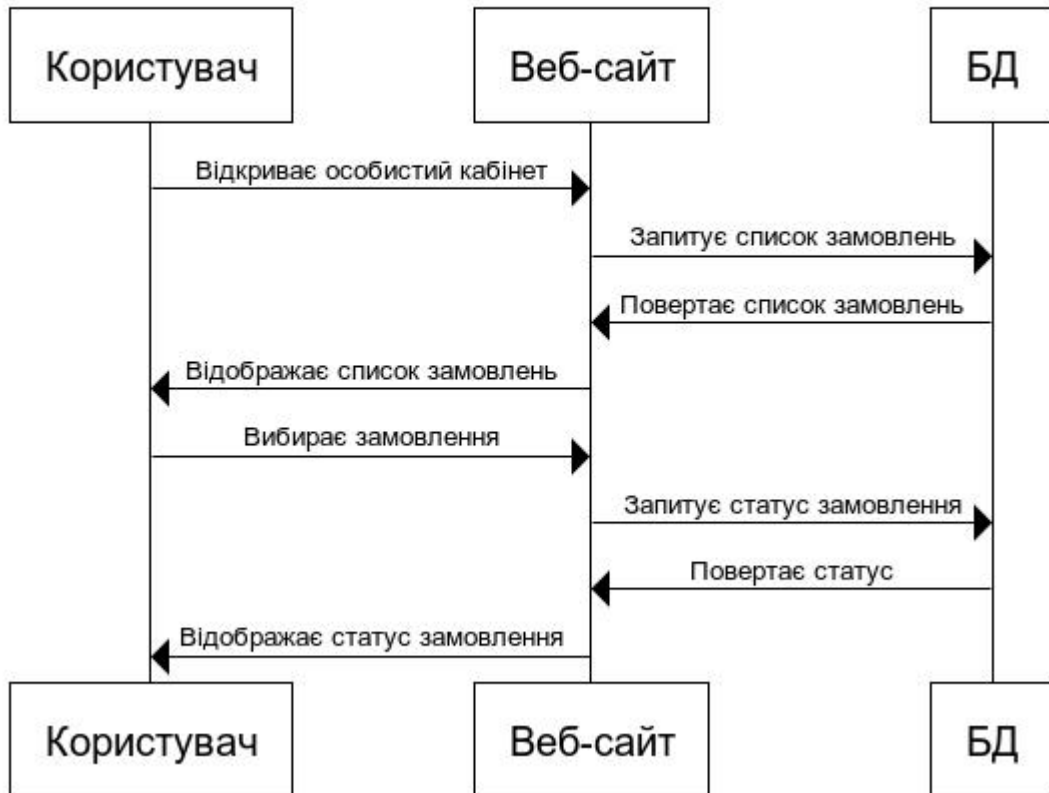 Користувач
Веб-сайт
БД
Відкриває особистий кабінет
Запитує список замовлень
Повертає список замовлень
Відображає список замовлень
Вибирає замовлення
Запитує статус замовлення
Повертає статус
Відображає статус замовлення
Користувач
Веб-сайт
БД